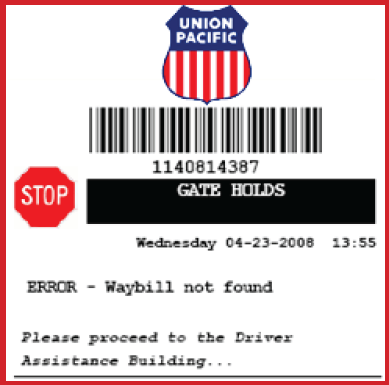 UNION
PACIFIC
1140814387
STOP
GATE HOLDS
Wednesday 04-23-2008 13:55
ERROR - Waybill not found
Please proceed to the Driver
Assistance Building...